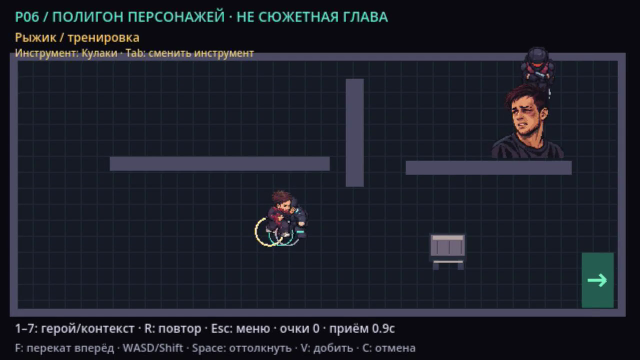 P06 / ПОЛИГОН ПЕРСОНАЖЕЙ · НЕ СЮЖЕТНАЯ ГЛАВА
Рыжик / тренировка
Инструмент: Кулаки · Tab: сменить инструмент
→
1–7: герой/контекст · R: повтор · Esc: меню · очки 0 · приём 0.9с
F: перекат вперёд · WASD/Shift · Space: оттолкнуть · V: добить · C: отмена